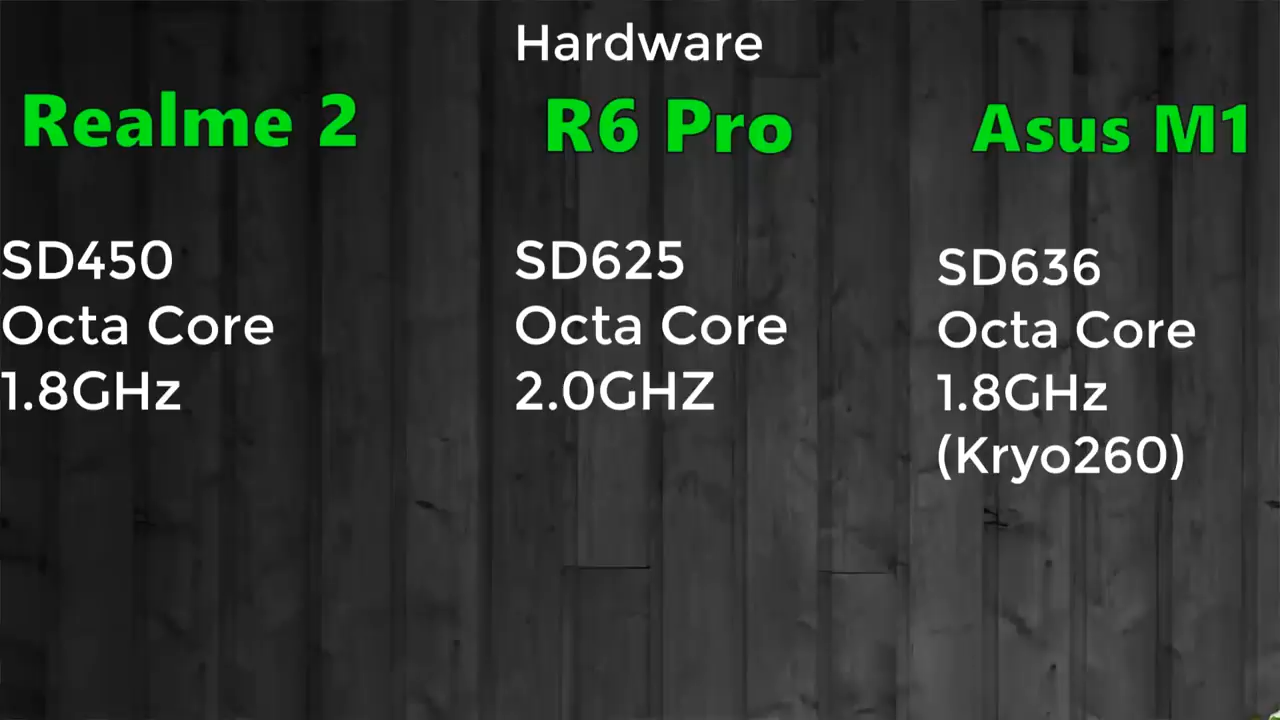 Hardware
Realme 2
R6 Pro
Asus M1
SD450
Octa Core
1.8GHz
SD625
Octa Core
2.0GHZ
SD636
Octa Core
1.8GHz
(Kryo260)